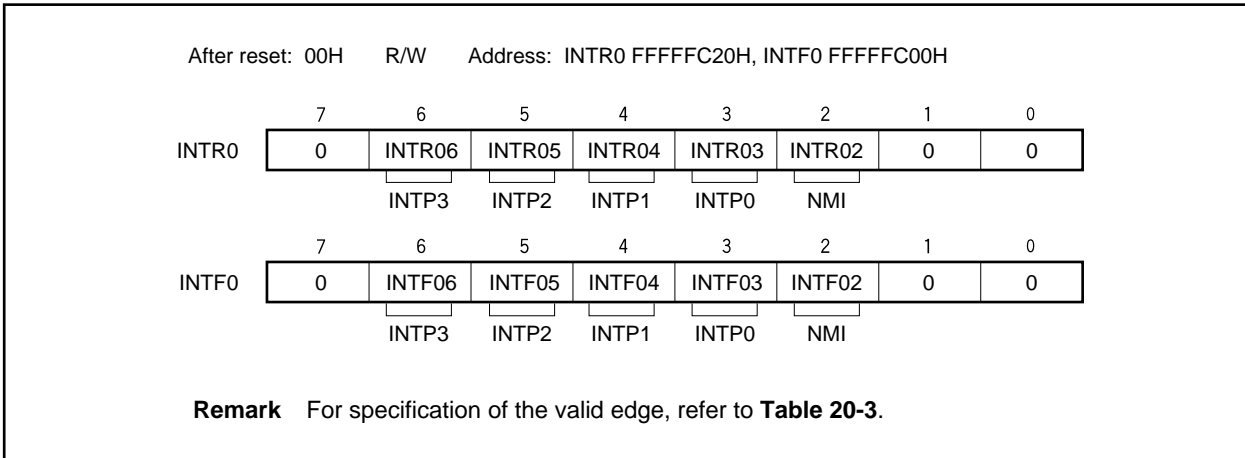 After reset: 00H R/W Address: INTR0 FFFFFC20H, INTF0 FFFFFC00H
7 6 5 4 3 2 1 0
INTR0 0 INTR06 INTR05 INTR04 INTR03 INTR02 0 0
INTP3 INTP2 INTP1 INTP0 NMI
7 6 5 4 3 2 1 0
INTF0 0 INTF06 INTF05 INTF04 INTF03 INTF02 0 0
INTP3 INTP2 INTP1 INTP0 NMI
Remark For specification of the valid edge, refer to Table 20-3.